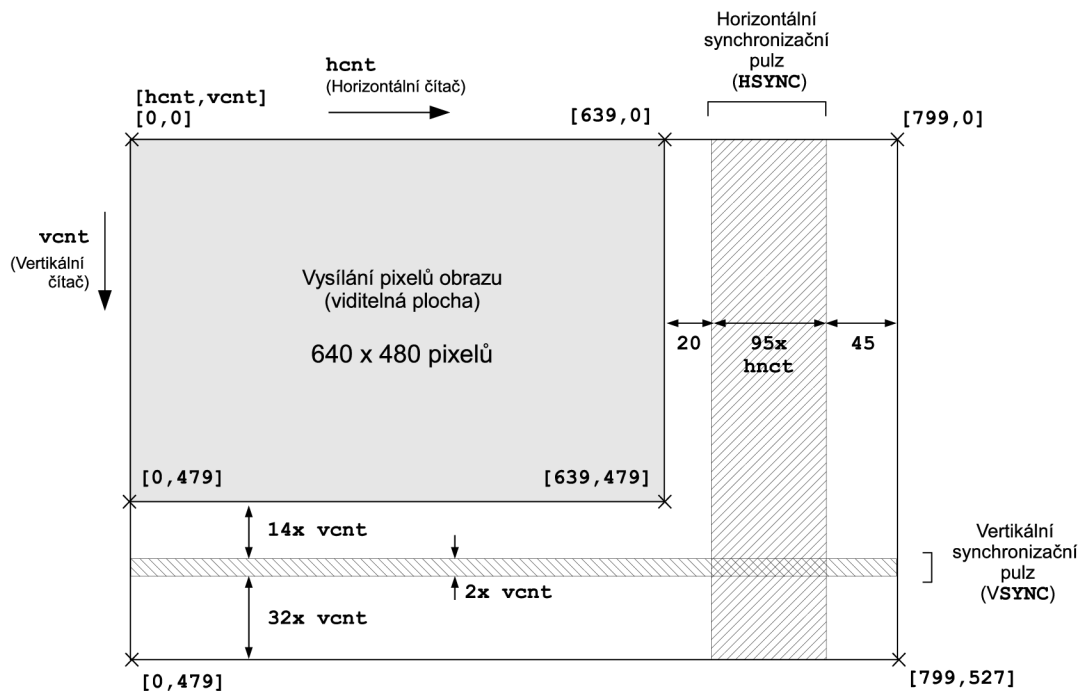 Horizontální
synchronizační
pulz
(HSYNC)
hcnt
(Horizontální čítač)
[hcnt,vcnt]
[0,0]
[639,0]
[799,0]
vcnt
(Vertikální
čítač)
Vysílání pixelů obrazu
(viditelná plocha)
640 x 480 pixelů
20
95x
hnct
45
[0,479]
[639,479]
14x vcnt
2x vcnt
32x vcnt
Vertikální
synchronizační
pulz
(VSYNC)
[0,479]
[799,527]